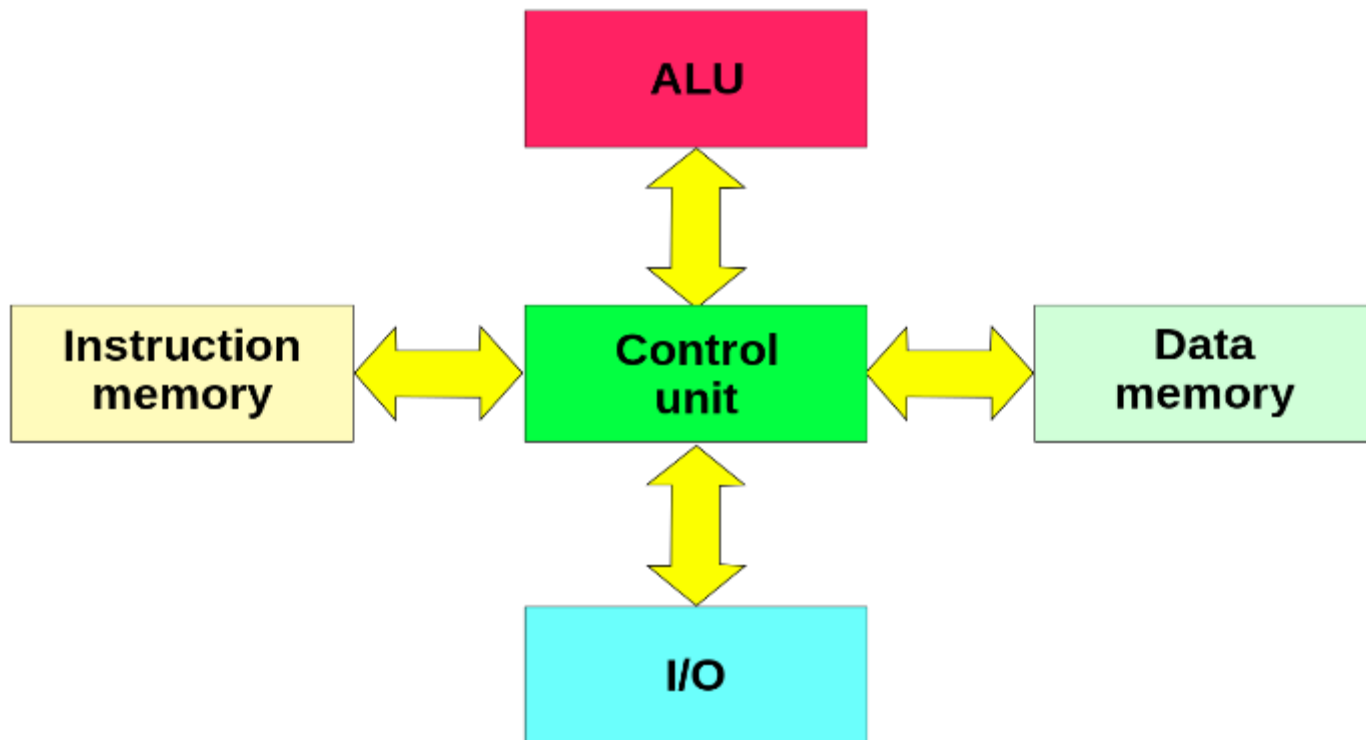 ALU
Instruction
memory
Control
unit
Data
memory
I/O